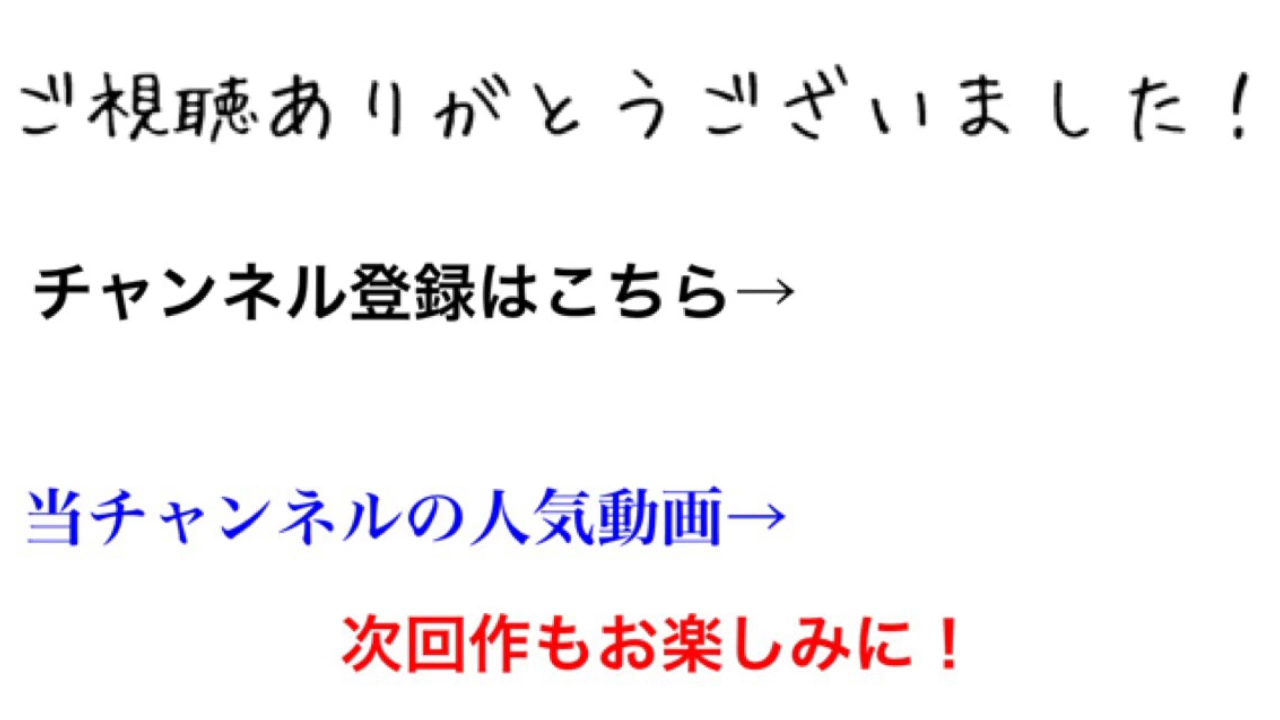 ご視聴ありがとうございました！
チャンネル登録はこちら→
当チャンネルの人気動画→
次回作もお楽しみに！